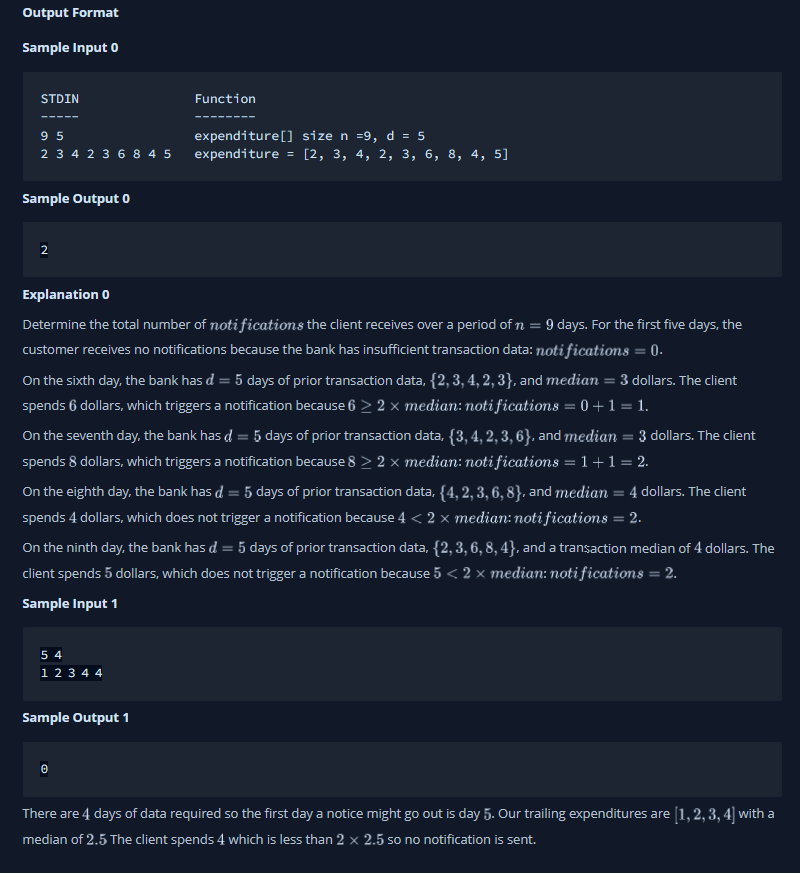 Output Format
Sample Input 0
STDIN Function
----- --------
9 5 expenditure[] size n =9, d = 5
2 3 4 2 3 6 8 4 5 expenditure = [2, 3, 4, 2, 3, 6, 8, 4, 5]
Sample Output 0
2
Explanation 0
Determine the total number of notifications the client receives over a period of n = 9 days. For the first five days, the
customer receives no notifications because the bank has insufficient transaction data: notifications = 0.
On the sixth day, the bank has d = 5 days of prior transaction data, {2, 3, 4, 2, 3}, and median = 3 dollars. The client
spends 6 dollars, which triggers a notification because 6 ≥ 2 × median: notifications = 0 + 1 = 1.
On the seventh day, the bank has d = 5 days of prior transaction data, {3, 4, 2, 3, 6}, and median = 3 dollars. The client
spends 8 dollars, which triggers a notification because 8 ≥ 2 × median: notifications = 1 + 1 = 2.
On the eighth day, the bank has d = 5 days of prior transaction data, {4, 2, 3, 6, 8}, and median = 4 dollars. The client
spends 4 dollars, which does not trigger a notification because 4 < 2 × median: notifications = 2.
On the ninth day, the bank has d = 5 days of prior transaction data, {2, 3, 6, 8, 4}, and a transaction median of 4 dollars. The
client spends 5 dollars, which does not trigger a notification because 5 < 2 × median: notifications = 2.
Sample Input 1
5 4
1 2 3 4 4
Sample Output 1
0
There are 4 days of data required so the first day a notice might go out is day 5. Our trailing expenditures are [1, 2, 3, 4] with a
median of 2.5 The client spends 4 which is less than 2 × 2.5 so no notification is sent.